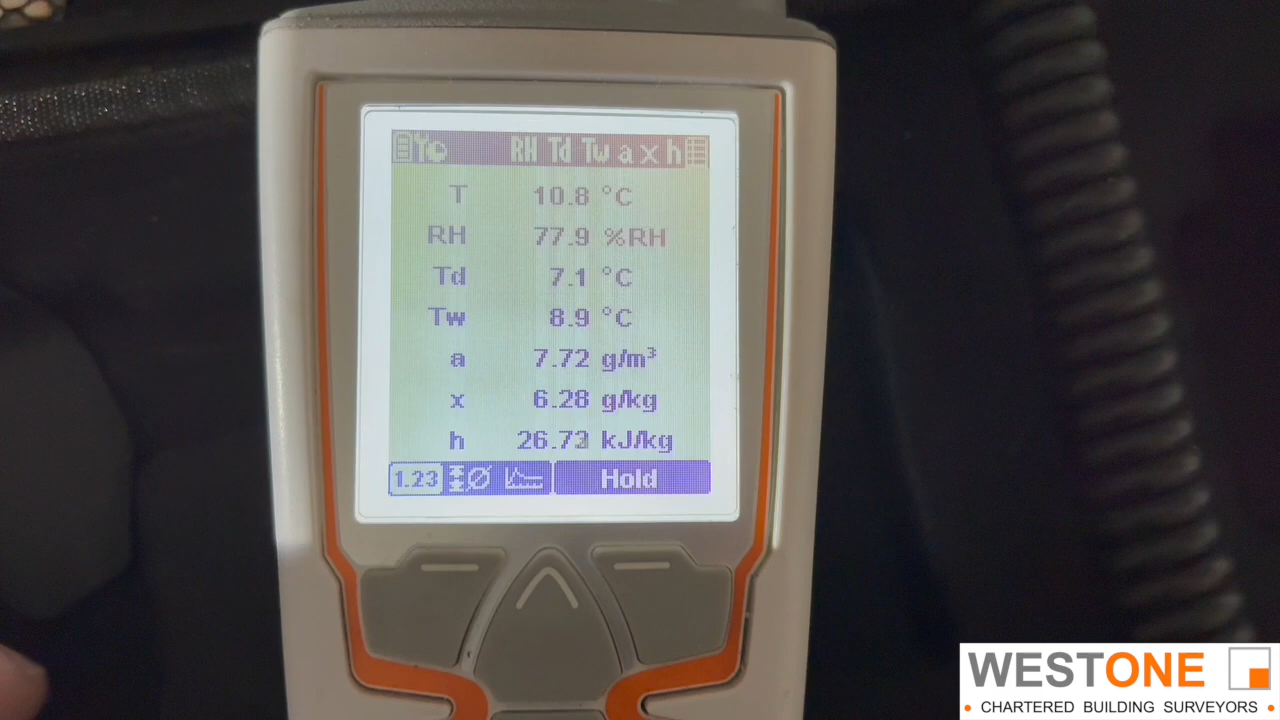 RH Td Tw a x h
T 10.8 °C
RH 77.9 %RH
Td 7.1 °C
Tw 8.9 °C
a 7.72 g/m³
x 6.28 g/kg
h 26.73 kJ/kg
1.23 Hold
WESTONE
• CHARTERED BUILDING SURVEYORS •